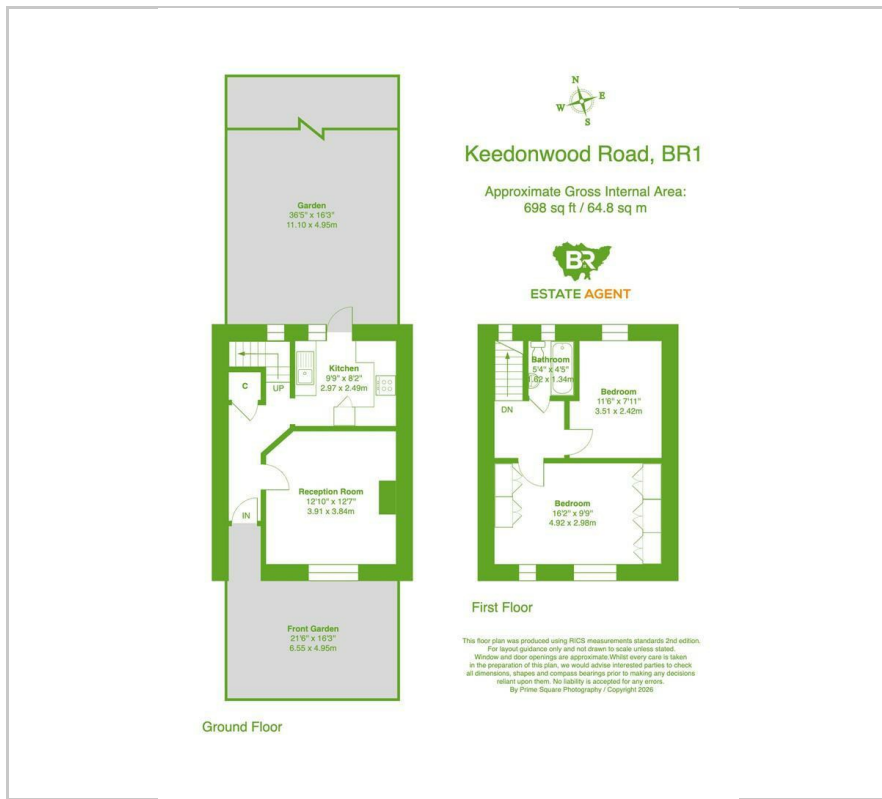 N
W E
S
Keedonwood Road, BR1
Approximate Gross Internal Area:
698 sq ft / 64.8 sq m
BR
ESTATE AGENT
Garden
36'5" x 16'3"
11.10 x 4.95m
Kitchen
9'9" x 8'2"
2.97 x 2.49m
C
UP
Reception Room
12'10" x 12'7"
3.91 x 3.84m
IN
Front Garden
21'6" x 16'3"
6.55 x 4.95m
Ground Floor
Bathroom
5'4" x 4'5"
1.62 x 1.34m
Bedroom
11'6" x 7'11"
3.51 x 2.42m
DN
Bedroom
16'2" x 9'9"
4.92 x 2.98m
First Floor
This floor plan was produced using RICS measurements standards 2nd edition.
For layout guidance only and not drawn to scale unless stated.
Window and door openings are approximate.Whilst every care is taken
in the preparation of this plan, we would advise interested parties to check
all dimensions, shapes and compass bearings prior to making any decisions
reliant upon them. No liability is accepted for any errors.
By Prime Square Photography / Copyright 2026